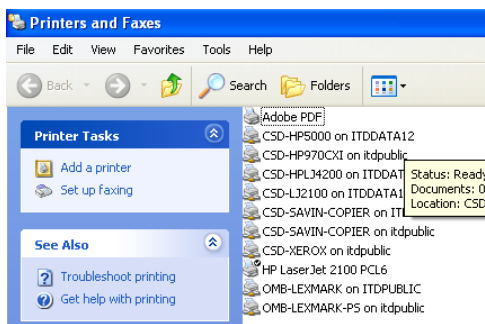 Printers and Faxes
File Edit View Favorites Tools Help
Back Search Folders
Printer Tasks
Add a printer
Set up faxing
See Also
Troubleshoot printing
Get help with printing
Adobe PDF
CSD-HP5000 on ITDDATA12
CSD-HP970CXI on itdpublic
CSD-HPLJ4200 on ITDDAT
CSD-LJ2100 on ITDDATA1
CSD-SAVIN-COPIER on IT
CSD-SAVIN-COPIER on itdpublic
CSD-XEROX on itdpublic
HP LaserJet 2100 PCL6
OMB-LEXMARK on ITDPUBLIC
OMB-LEXMARK-PS on itdpublic
Status: Ready
Documents: 0
Location: CSD